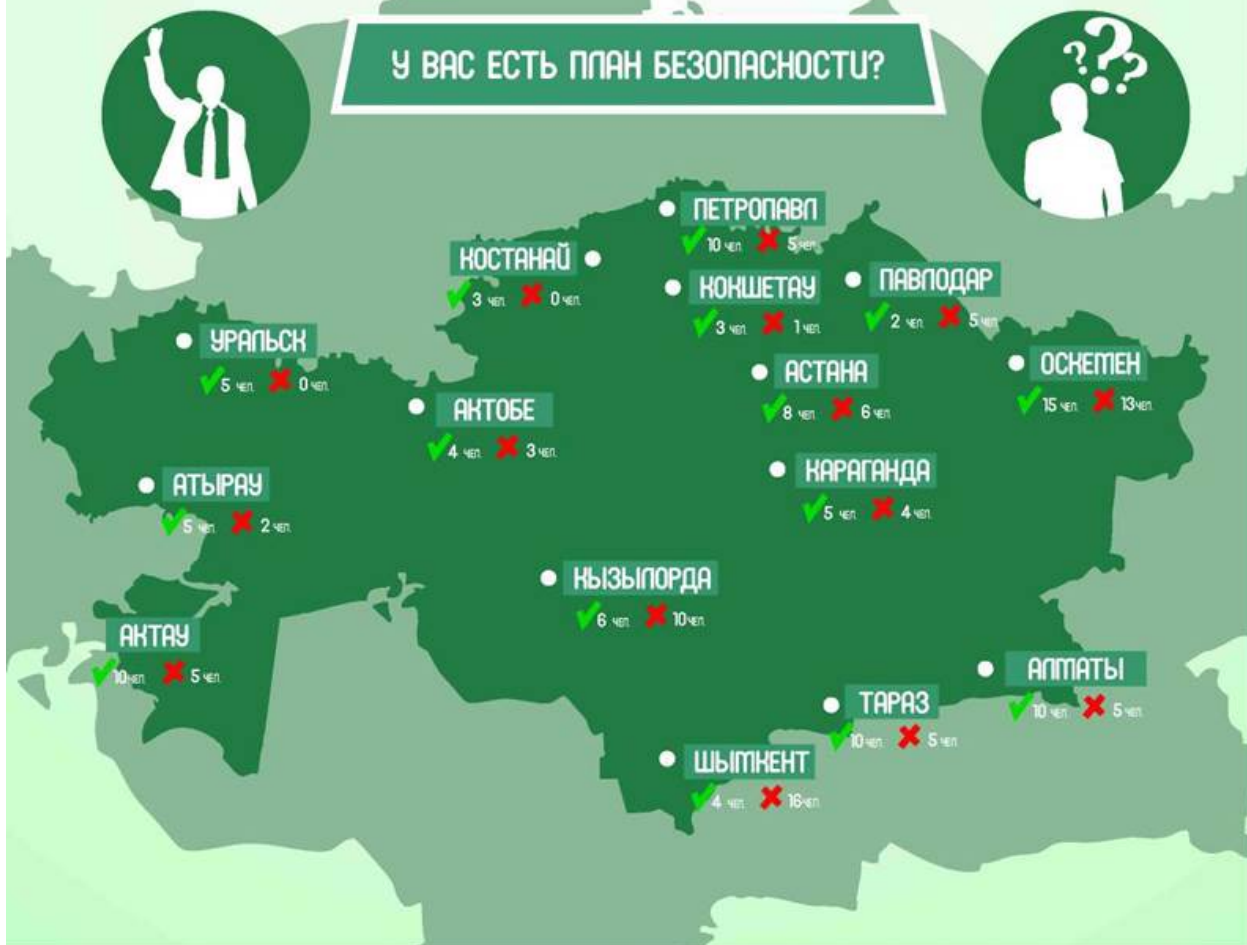 У ВАС ЕСТЬ ПЛАН БЕЗОПАСНОСТИ?
? ? ?
ПЕТРОПАВЛ
10 чел. 5 чел.
КОСТАНАЙ
3 чел. 0 чел.
КОКШЕТАУ
3 чел. 1 чел.
ПАВЛОДАР
2 чел. 5 чел.
УРАЛЬСК
5 чел. 0 чел.
АСТАНА
8 чел. 6 чел.
ОСКЕМЕН
15 чел. 13 чел.
АКТОБЕ
4 чел. 3 чел.
АТЫРАУ
5 чел. 2 чел.
КАРАГАНДА
5 чел. 4 чел.
КЫЗЫЛОРДА
6 чел. 10 чел.
АКТАУ
10 чел. 5 чел.
АЛМАТЫ
10 чел. 5 чел.
ТАРАЗ
10 чел. 5 чел.
ШЫМКЕНТ
4 чел. 16 чел.